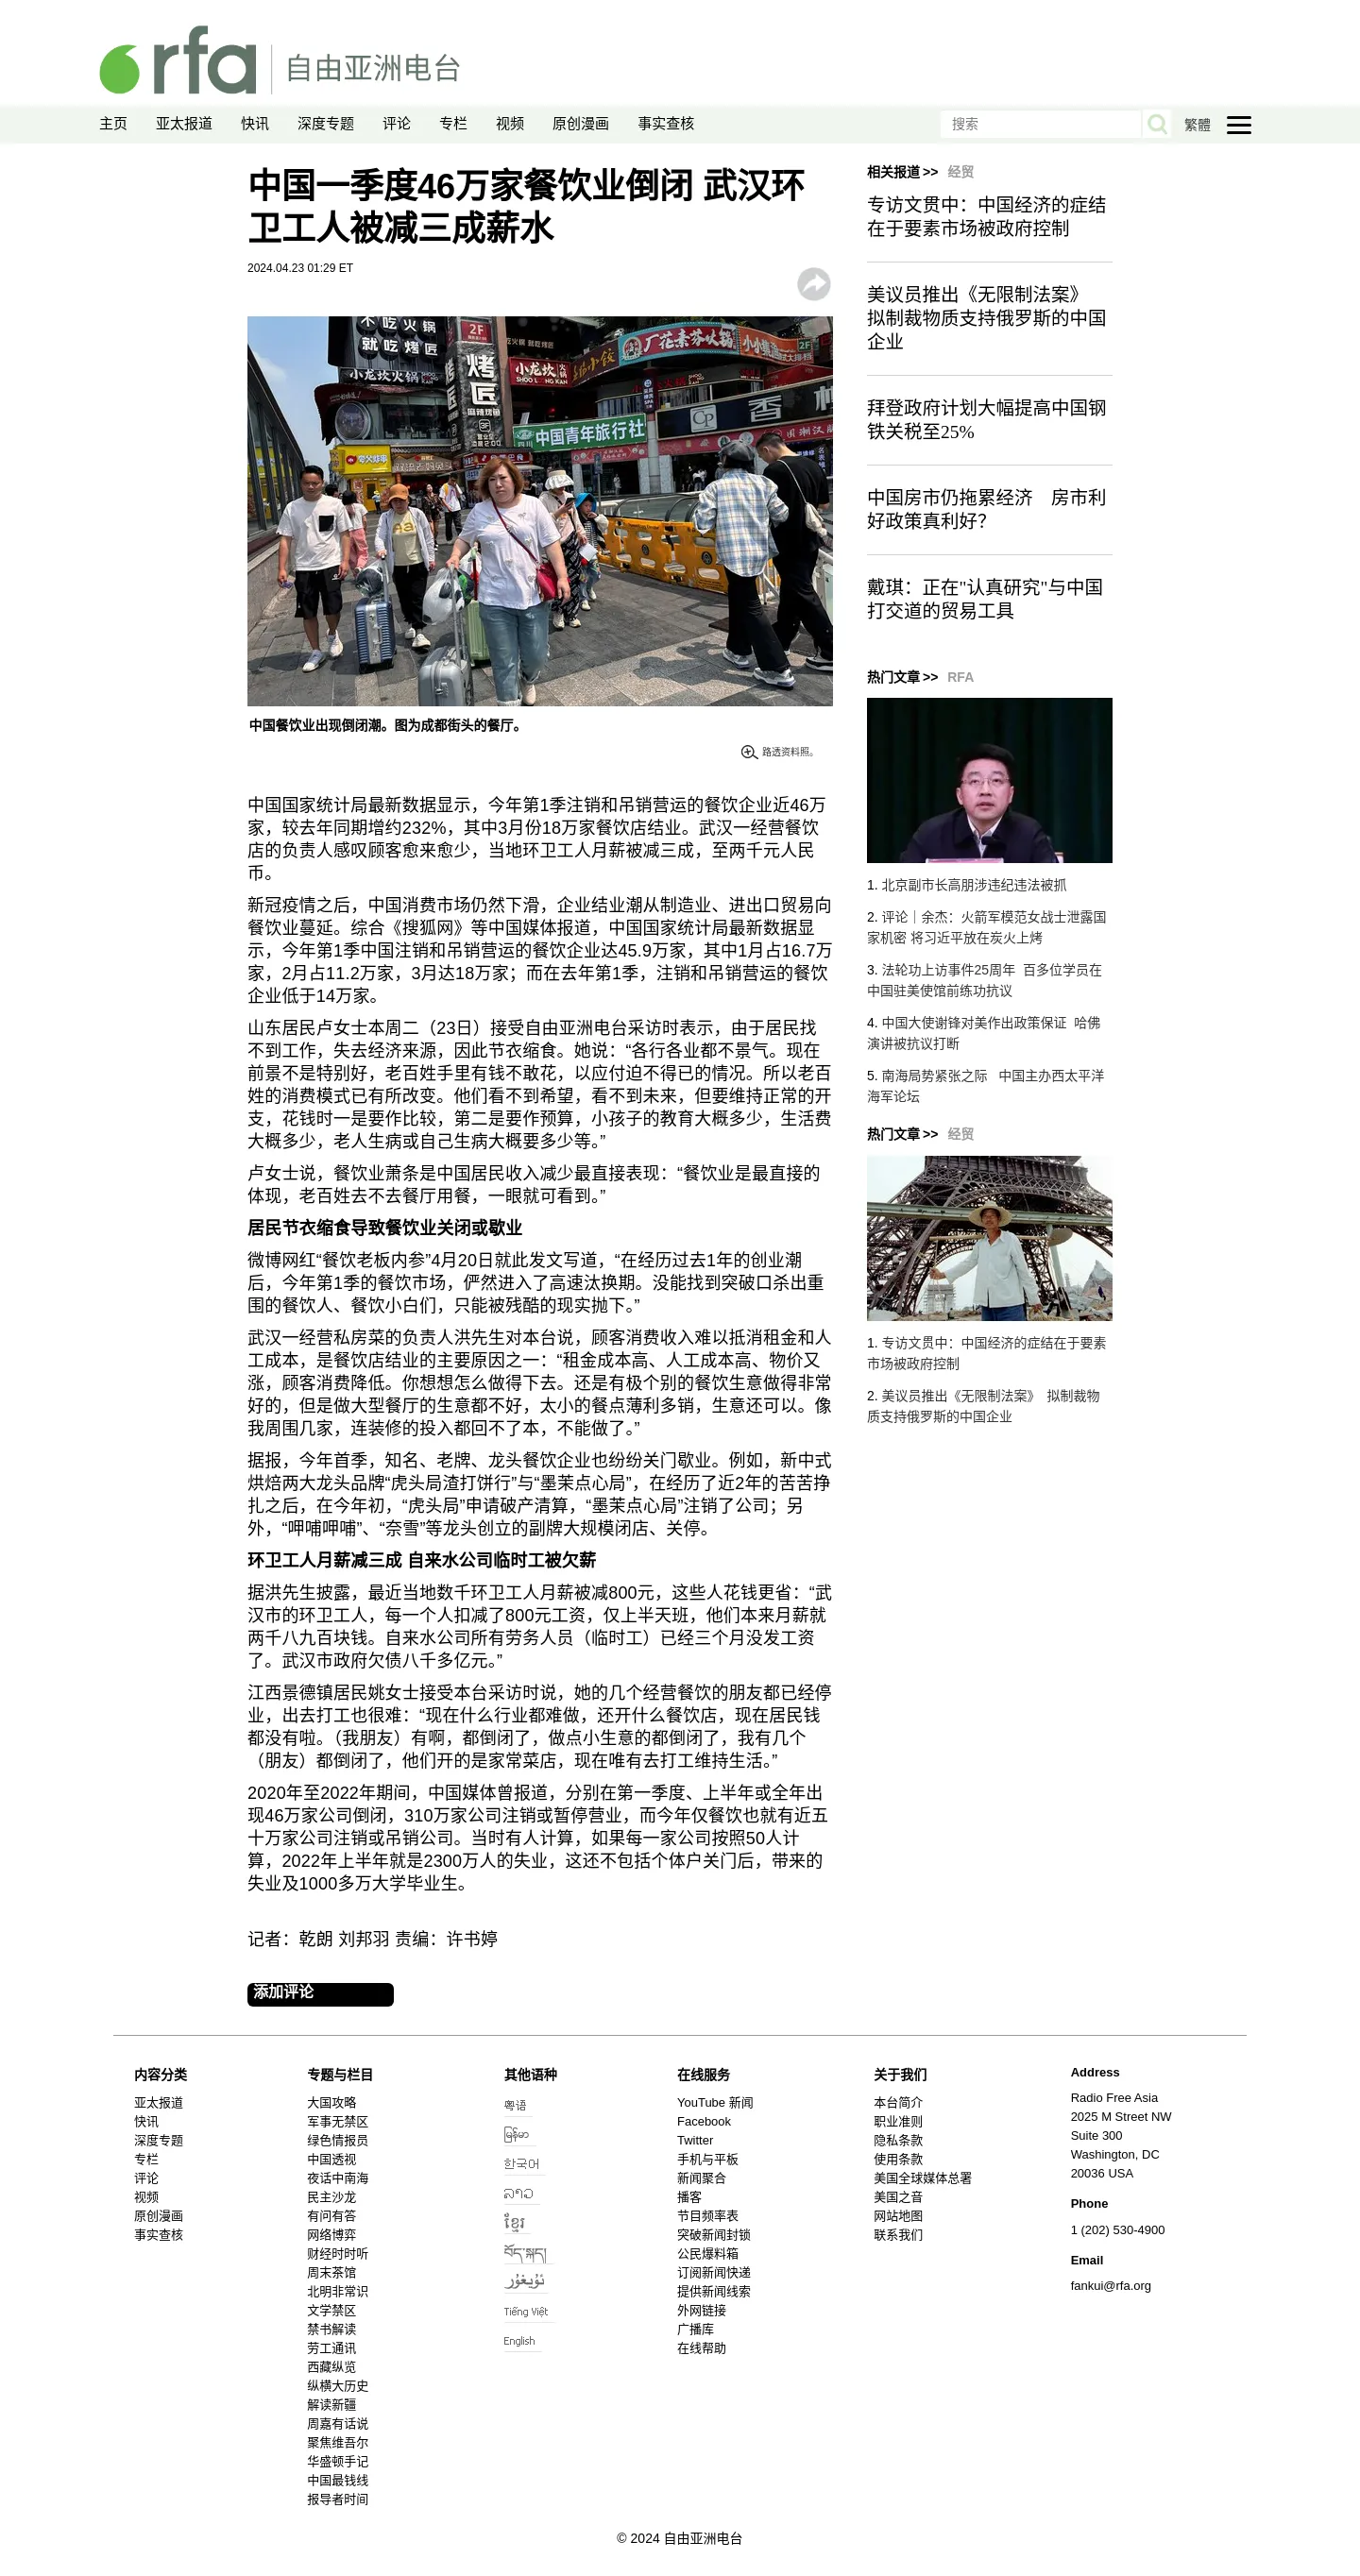 rfa 自由亚洲电台
主页 亚太报道 快讯 深度专题 评论 专栏 视频 原创漫画 事实查核 搜索 繁體
中国一季度46万家餐饮业倒闭 武汉环
卫工人被减三成薪水
2024.04.23 01:29 ET
不吃火锅
就吃烤匠
2F
烤匠
麻辣烤鱼
小龙坎火锅
小龙坎
火锅
SHOO LOONG KAN
厂花素芬火锅
中国青年旅行社
CP
香
中国餐饮业出现倒闭潮。图为成都街头的餐厅。
路透资料照。
中国国家统计局最新数据显示，今年第1季注销和吊销营运的餐饮企业近46万
家，较去年同期增约232%，其中3月份18万家餐饮店结业。武汉一经营餐饮
店的负责人感叹顾客愈来愈少，当地环卫工人月薪被减三成，至两千元人民
币。
新冠疫情之后，中国消费市场仍然下滑，企业结业潮从制造业、进出口贸易向
餐饮业蔓延。综合《搜狐网》等中国媒体报道，中国国家统计局最新数据显
示，今年第1季中国注销和吊销营运的餐饮企业达45.9万家，其中1月占16.7万
家，2月占11.2万家，3月达18万家；而在去年第1季，注销和吊销营运的餐饮
企业低于14万家。
山东居民卢女士本周二（23日）接受自由亚洲电台采访时表示，由于居民找
不到工作，失去经济来源，因此节衣缩食。她说：“各行各业都不景气。现在
前景不是特别好，老百姓手里有钱不敢花，以应付迫不得已的情况。所以老百
姓的消费模式已有所改变。他们看不到希望，看不到未来，但要维持正常的开
支，花钱时一是要作比较，第二是要作预算，小孩子的教育大概多少，生活费
大概多少，老人生病或自己生病大概要多少等。”
卢女士说，餐饮业萧条是中国居民收入减少最直接表现：“餐饮业是最直接的
体现，老百姓去不去餐厅用餐，一眼就可看到。”
居民节衣缩食导致餐饮业关闭或歇业
微博网红“餐饮老板内参”4月20日就此发文写道，“在经历过去1年的创业潮
后，今年第1季的餐饮市场，俨然进入了高速汰换期。没能找到突破口杀出重
围的餐饮人、餐饮小白们，只能被残酷的现实抛下。”
武汉一经营私房菜的负责人洪先生对本台说，顾客消费收入难以抵消租金和人
工成本，是餐饮店结业的主要原因之一：“租金成本高、人工成本高、物价又
涨，顾客消费降低。你想想怎么做得下去。还是有极个别的餐饮生意做得非常
好的，但是做大型餐厅的生意都不好，太小的餐点薄利多销，生意还可以。像
我周围几家，连装修的投入都回不了本，不能做了。”
据报，今年首季，知名、老牌、龙头餐饮企业也纷纷关门歇业。例如，新中式
烘焙两大龙头品牌“虎头局渣打饼行”与“墨茉点心局”，在经历了近2年的苦苦挣
扎之后，在今年初，“虎头局”申请破产清算，“墨茉点心局”注销了公司；另
外，“呷哺呷哺”、“奈雪”等龙头创立的副牌大规模闭店、关停。
环卫工人月薪减三成 自来水公司临时工被欠薪
据洪先生披露，最近当地数千环卫工人月薪被减800元，这些人花钱更省：“武
汉市的环卫工人，每一个人扣减了800元工资，仅上半天班，他们本来月薪就
两千八九百块钱。自来水公司所有劳务人员（临时工）已经三个月没发工资
了。武汉市政府欠债八千多亿元。”
江西景德镇居民姚女士接受本台采访时说，她的几个经营餐饮的朋友都已经停
业，出去打工也很难：“现在什么行业都难做，还开什么餐饮店，现在居民钱
都没有啦。（我朋友）有啊，都倒闭了，做点小生意的都倒闭了，我有几个
（朋友）都倒闭了，他们开的是家常菜店，现在唯有去打工维持生活。”
2020年至2022年期间，中国媒体曾报道，分别在第一季度、上半年或全年出
现46万家公司倒闭，310万家公司注销或暂停营业，而今年仅餐饮也就有近五
十万家公司注销或吊销公司。当时有人计算，如果每一家公司按照50人计
算，2022年上半年就是2300万人的失业，这还不包括个体户关门后，带来的
失业及1000多万大学毕业生。
记者：乾朗 刘邦羽 责编：许书婷
添加评论
相关报道 >> 经贸
专访文贯中：中国经济的症结
在于要素市场被政府控制
美议员推出《无限制法案》
拟制裁物质支持俄罗斯的中国
企业
拜登政府计划大幅提高中国钢
铁关税至25%
中国房市仍拖累经济　房市利
好政策真利好？
戴琪：正在"认真研究"与中国
打交道的贸易工具
热门文章 >> RFA
1. 北京副市长高朋涉违纪违法被抓
2. 评论｜余杰：火箭军模范女战士泄露国
家机密 将习近平放在炭火上烤
3. 法轮功上访事件25周年 百多位学员在
中国驻美使馆前练功抗议
4. 中国大使谢锋对美作出政策保证 哈佛
演讲被抗议打断
5. 南海局势紧张之际 中国主办西太平洋
海军论坛
热门文章 >> 经贸
1. 专访文贯中：中国经济的症结在于要素
市场被政府控制
2. 美议员推出《无限制法案》 拟制裁物
质支持俄罗斯的中国企业
内容分类
亚太报道
快讯
深度专题
专栏
评论
视频
原创漫画
事实查核
专题与栏目
大国攻略
军事无禁区
绿色情报员
中国透视
夜话中南海
民主沙龙
有问有答
网络博弈
财经时时听
周末茶馆
北明非常识
文学禁区
禁书解读
劳工通讯
西藏纵览
纵横大历史
解读新疆
周嘉有话说
聚焦维吾尔
华盛顿手记
中国最钱线
报导者时间
其他语种
粤语
မြန်မာ
한국어
ລາວ
ខ្មែរ
བོད་སྐད།
ئۇيغۇر
Tiếng Việt
English
在线服务
YouTube 新闻
Facebook
Twitter
手机与平板
新闻聚合
播客
节目频率表
突破新闻封锁
公民爆料箱
订阅新闻快递
提供新闻线索
外网链接
广播库
在线帮助
关于我们
本台简介
职业准则
隐私条款
使用条款
美国全球媒体总署
美国之音
网站地图
联系我们
Address
Radio Free Asia
2025 M Street NW
Suite 300
Washington, DC
20036 USA
Phone
1 (202) 530-4900
Email
fankui@rfa.org
© 2024 自由亚洲电台